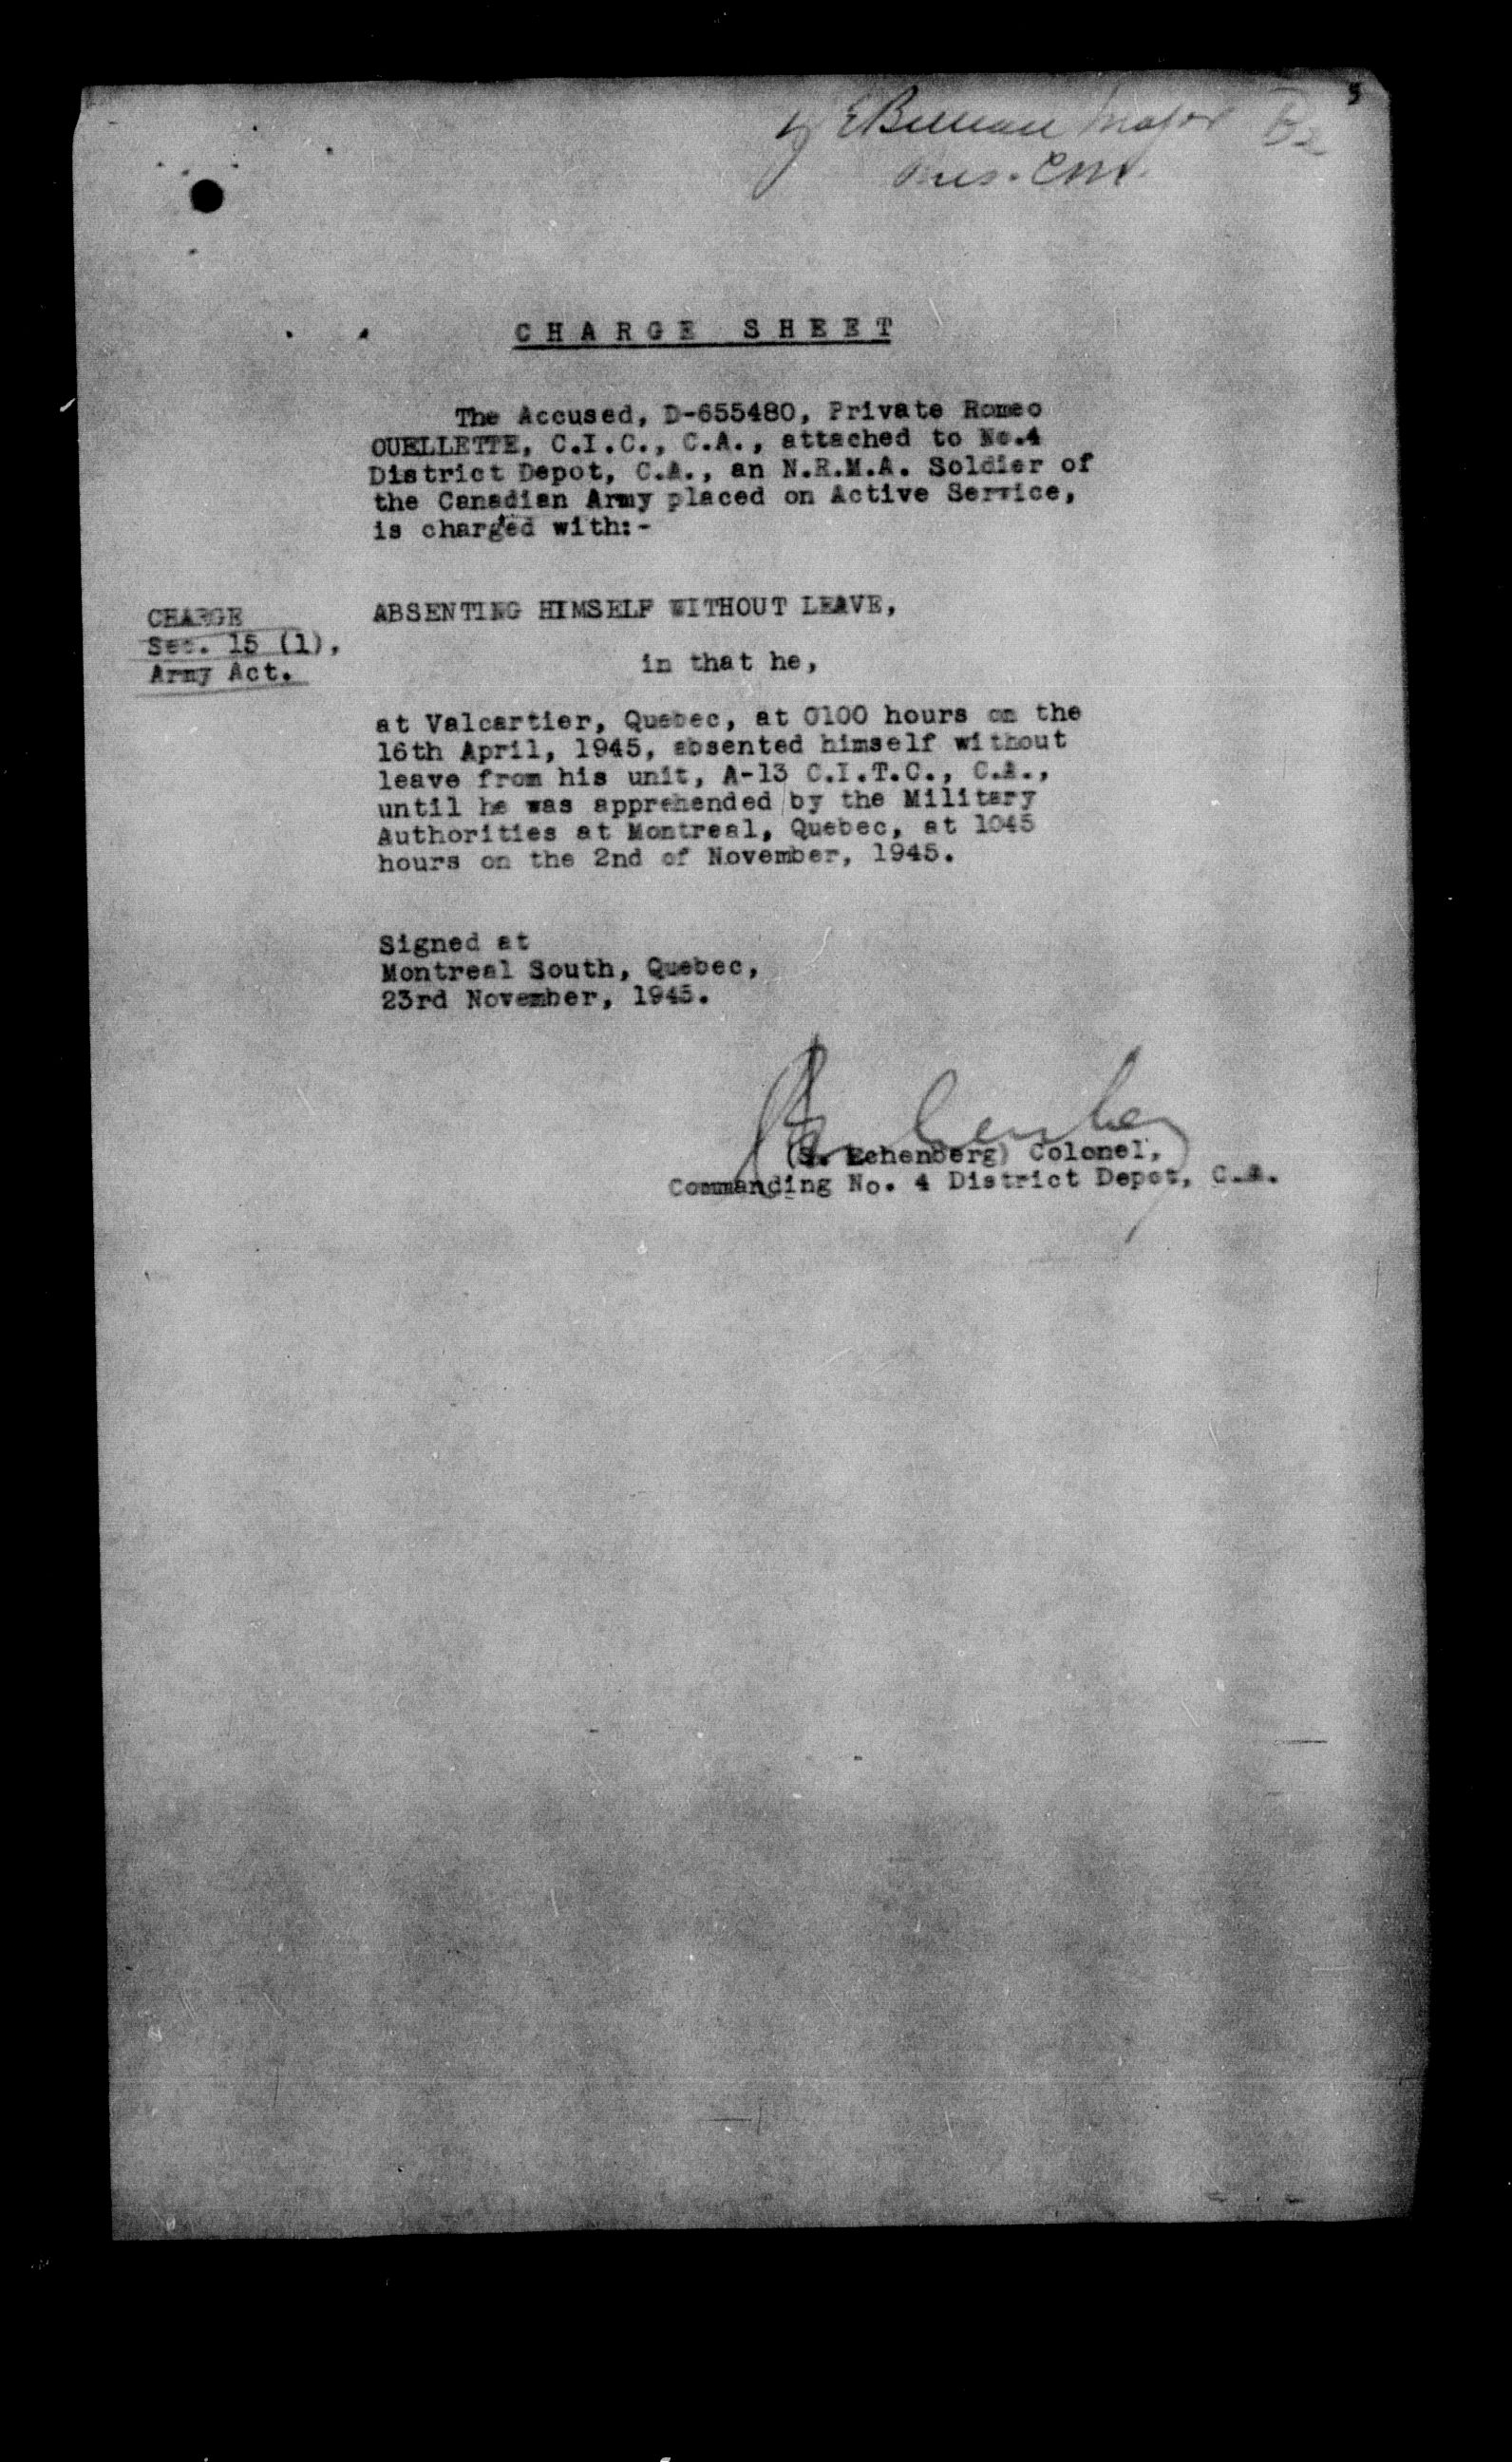 Major B2
Pres. C.M.
CHARGE SHEET
The Accused, D-655480, Private Romeo
OUELLETTE, C.I.C., C.A., attached to No.4
District Depot, C.A., an N.R.M.A. Soldier of
the Canadian Army placed on Active Service,
is charged with:-
CHARGE
Sec. 15 (1),
Army Act.
ABSENTING HIMSELF WITHOUT LEAVE,
in that he,
at Valcartier, Quebec, at 0100 hours on the
16th April, 1945, absented himself without
leave from his unit, A-13 C.I.T.C., C.A.,
until he was apprehended by the Military
Authorities at Montreal, Quebec, at 1045
hours on the 2nd of November, 1945.
Signed at
Montreal South, Quebec,
23rd November, 1945.
(S. Echenberg) Colonel,
Commanding No. 4 District Depot, C.A.